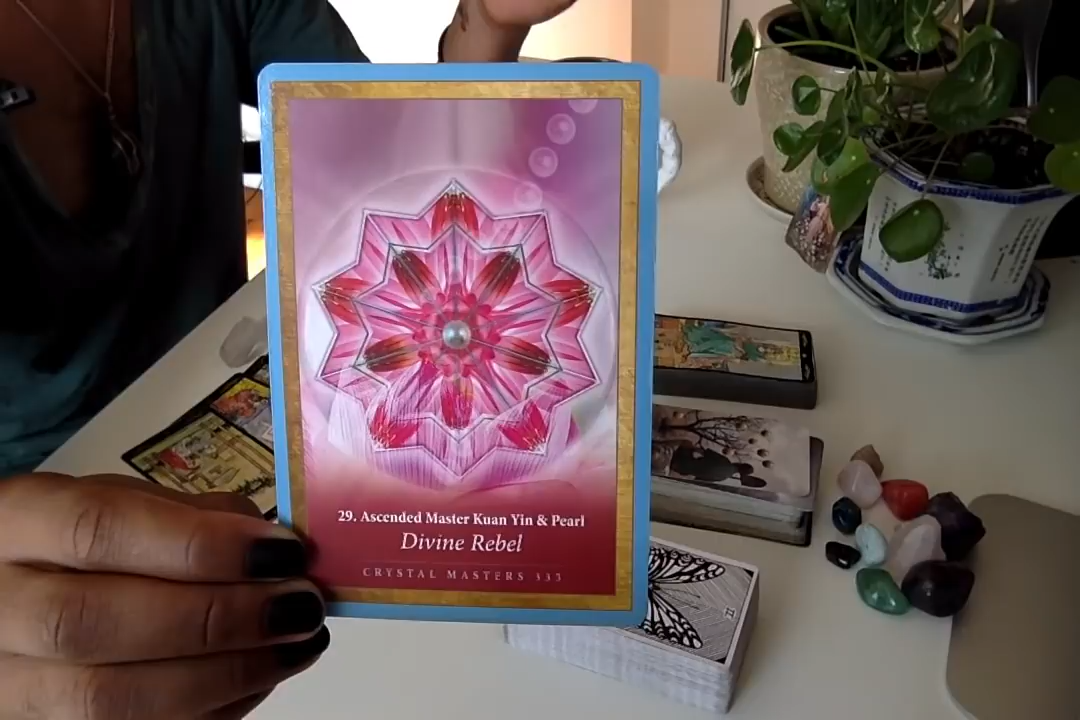 29. Ascended Master Kuan Yin & Pearl
Divine Rebel
CRYSTAL MASTERS 333